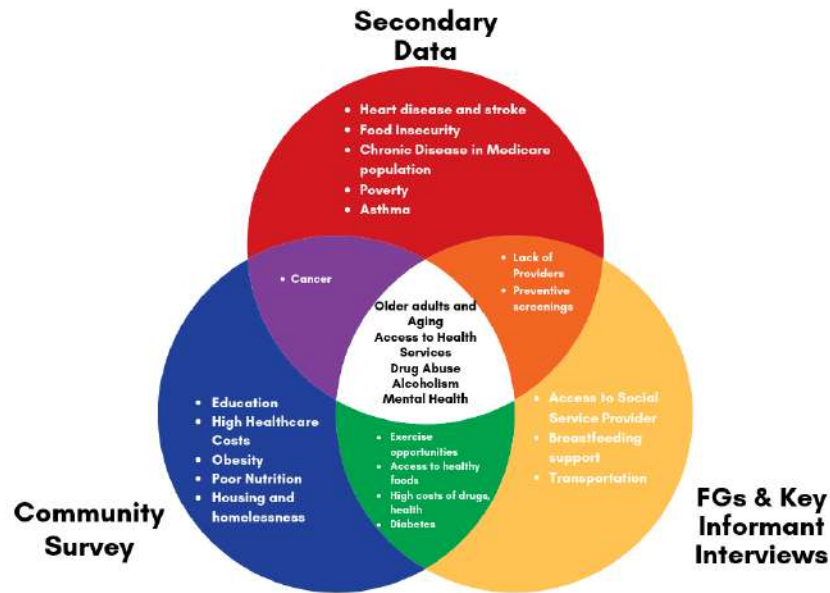 Secondary
Data
• Heart disease and stroke
• Food Insecurity
• Chronic Disease in Medicare
population
• Poverty
• Asthma
• Cancer
• Lack of
Providers
• Preventive
screenings
Older adults and
Aging
Access to Health
Services
Drug Abuse
Alcoholism
Mental Health
• Education
• High Healthcare
Costs
• Obesity
• Poor Nutrition
• Housing and
homelessness
• Exercise
opportunities
• Access to healthy
foods
• High costs of drugs,
health
• Diabetes
• Access to Social
Service Provider
• Breastfeeding
support
• Transportation
Community
Survey
FGs & Key
Informant
Interviews